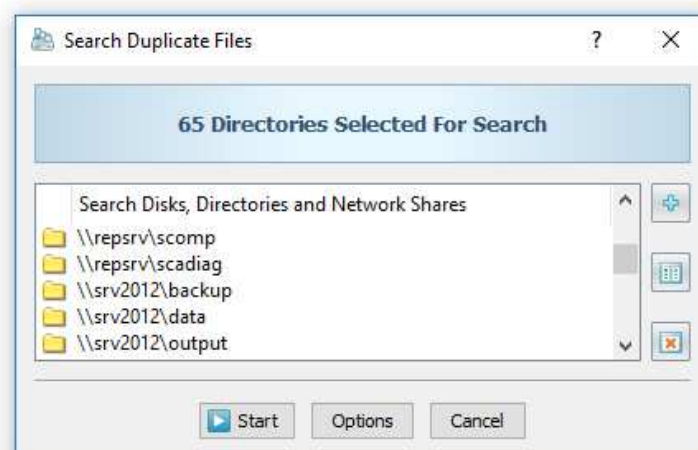 Search Duplicate Files ?
65 Directories Selected For Search
Search Disks, Directories and Network Shares
\\repsrv\scomp
\\repsrv\scadiag
\\srv2012\backup
\\srv2012\data
\\srv2012\output
Start Options Cancel